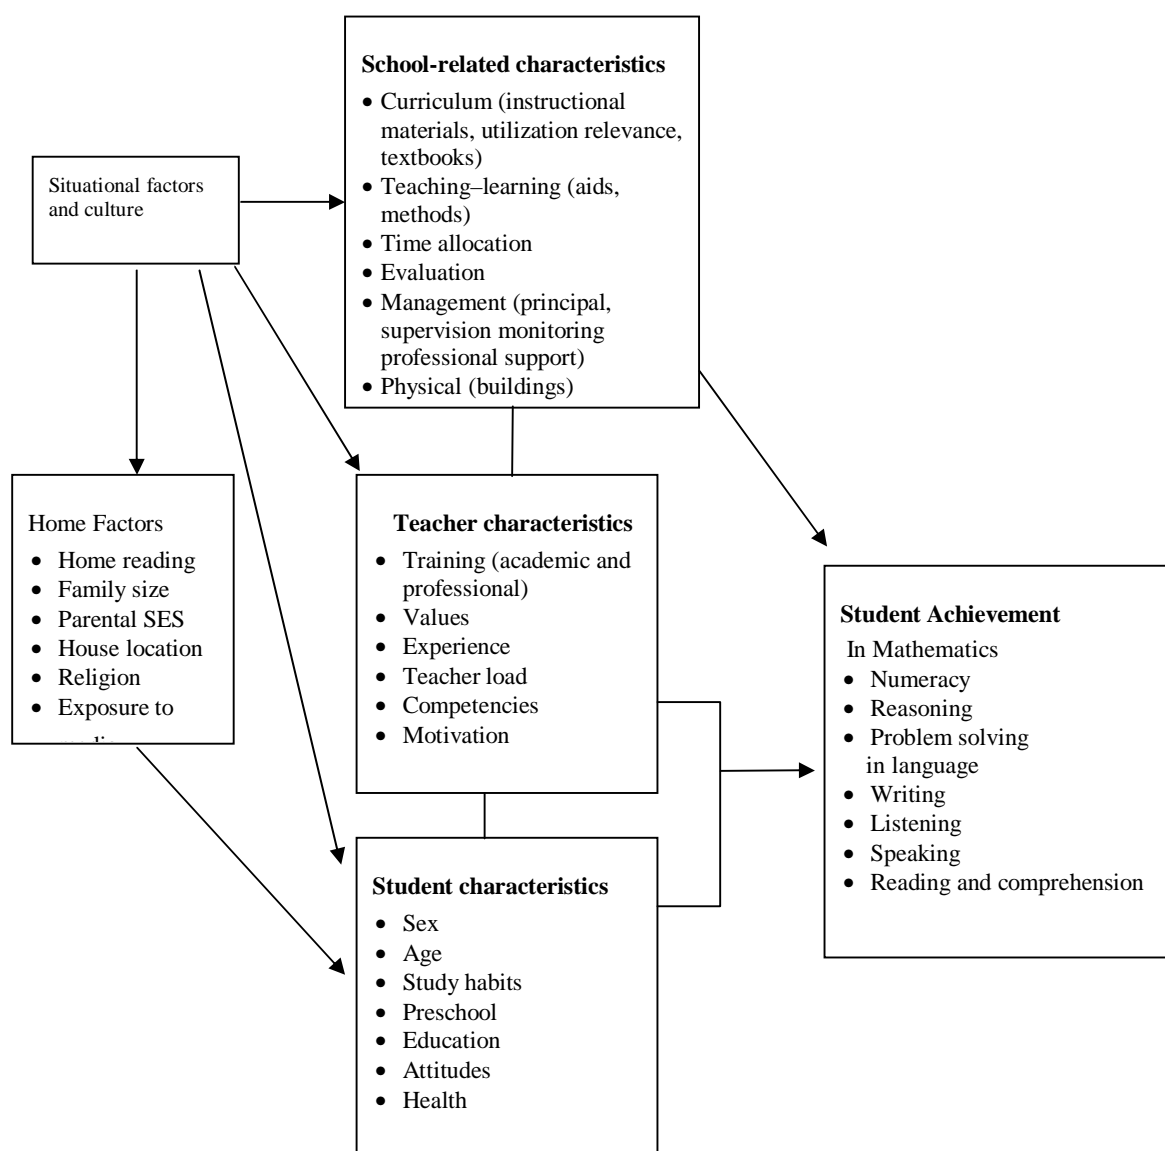 School-related characteristics
• Curriculum (instructional
materials, utilization relevance,
textbooks)
• Teaching–learning (aids,
methods)
• Time allocation
• Evaluation
• Management (principal,
supervision monitoring
professional support)
• Physical (buildings)
Situational factors
and culture
Home Factors
• Home reading
• Family size
• Parental SES
• House location
• Religion
• Exposure to
Teacher characteristics
• Training (academic and
professional)
• Values
• Experience
• Teacher load
• Competencies
• Motivation
Student characteristics
• Sex
• Age
• Study habits
• Preschool
• Education
• Attitudes
• Health
Student Achievement
In Mathematics
• Numeracy
• Reasoning
• Problem solving
in language
• Writing
• Listening
• Speaking
• Reading and comprehension